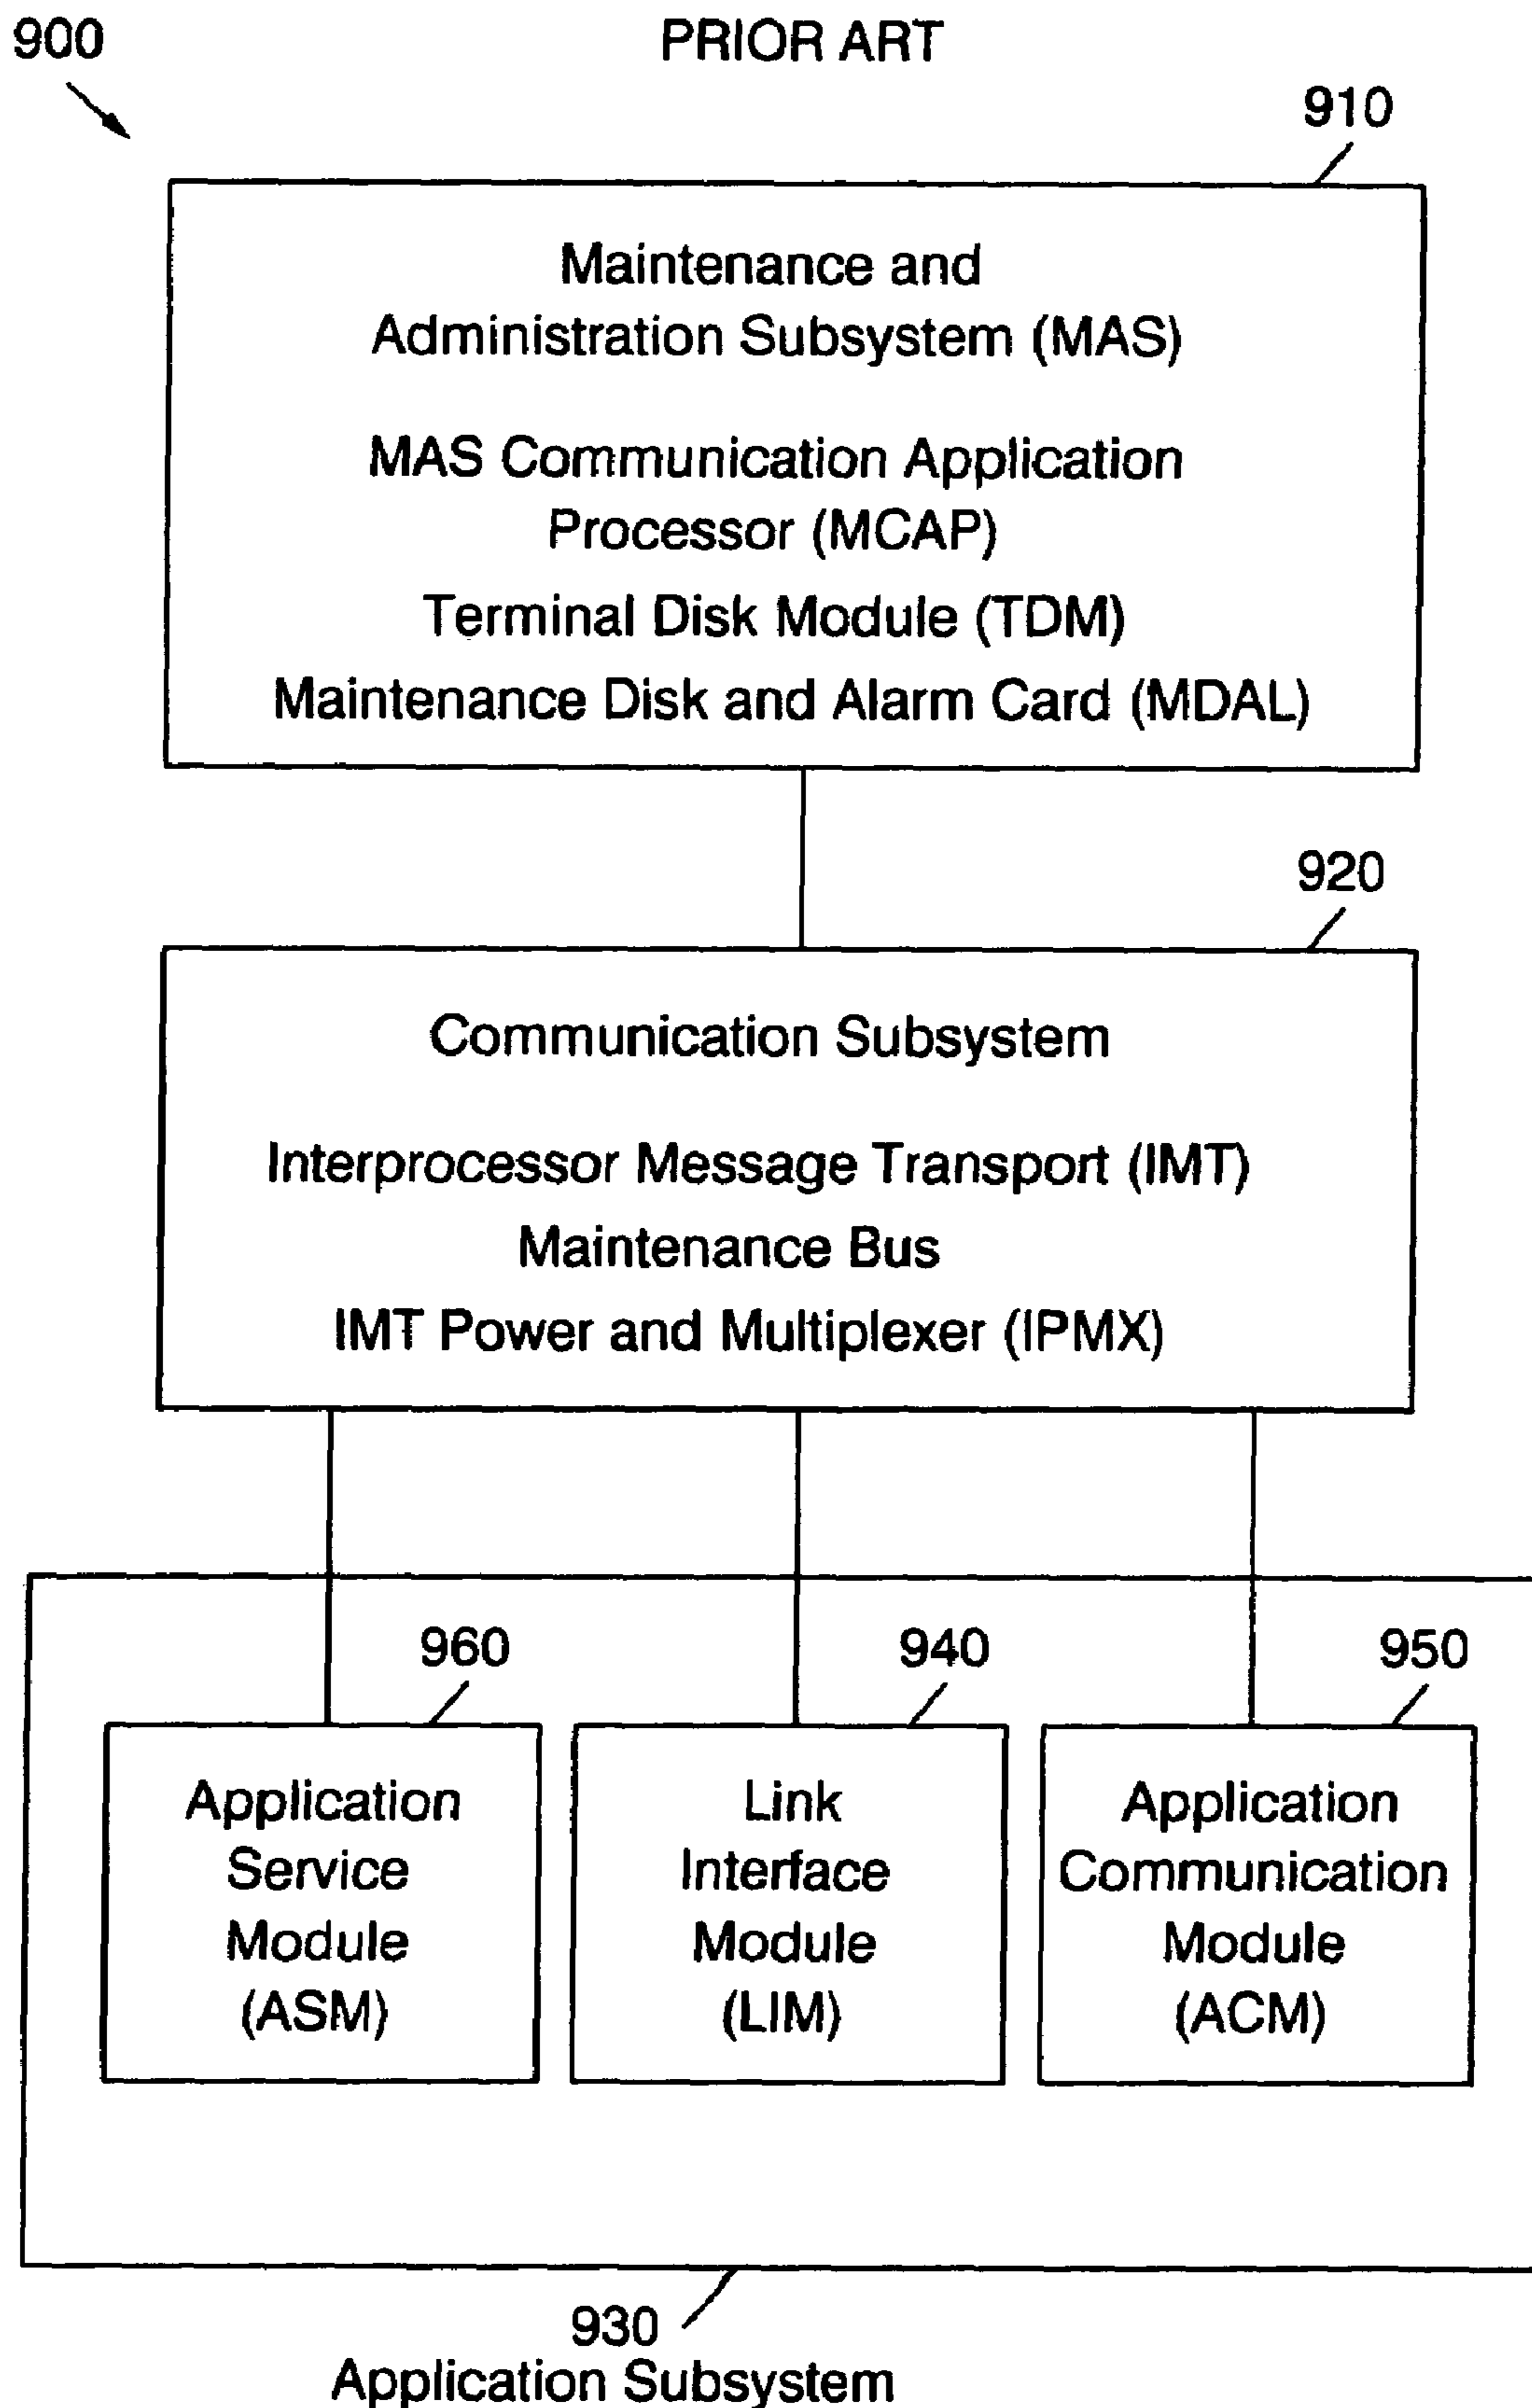 900
PRIOR ART
910
Maintenance and
Administration Subsystem (MAS)
MAS Communication Application
Processor (MCAP)
Terminal Disk Module (TDM)
Maintenance Disk and Alarm Card (MDAL)
920
Communication Subsystem
Interprocessor Message Transport (IMT)
Maintenance Bus
IMT Power and Multiplexer (IPMX)
960
Application
Service
Module
(ASM)
940
Link
Interface
Module
(LIM)
950
Application
Communication
Module
(ACM)
930
Application Subsystem